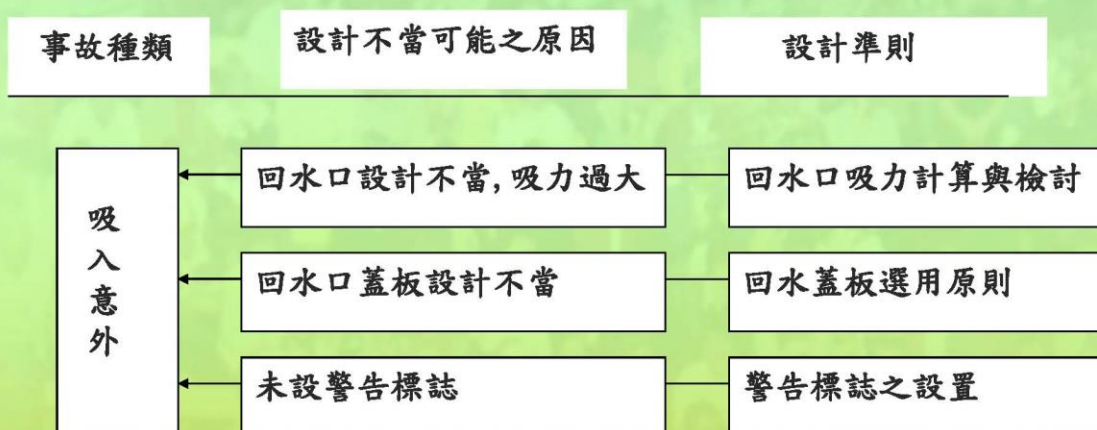 事故種類
設計不當可能之原因
設計準則
吸入意外
回水口設計不當,吸力過大
回水口吸力計算與檢討
回水口蓋板設計不當
回水蓋板選用原則
未設警告標誌
警告標誌之設置